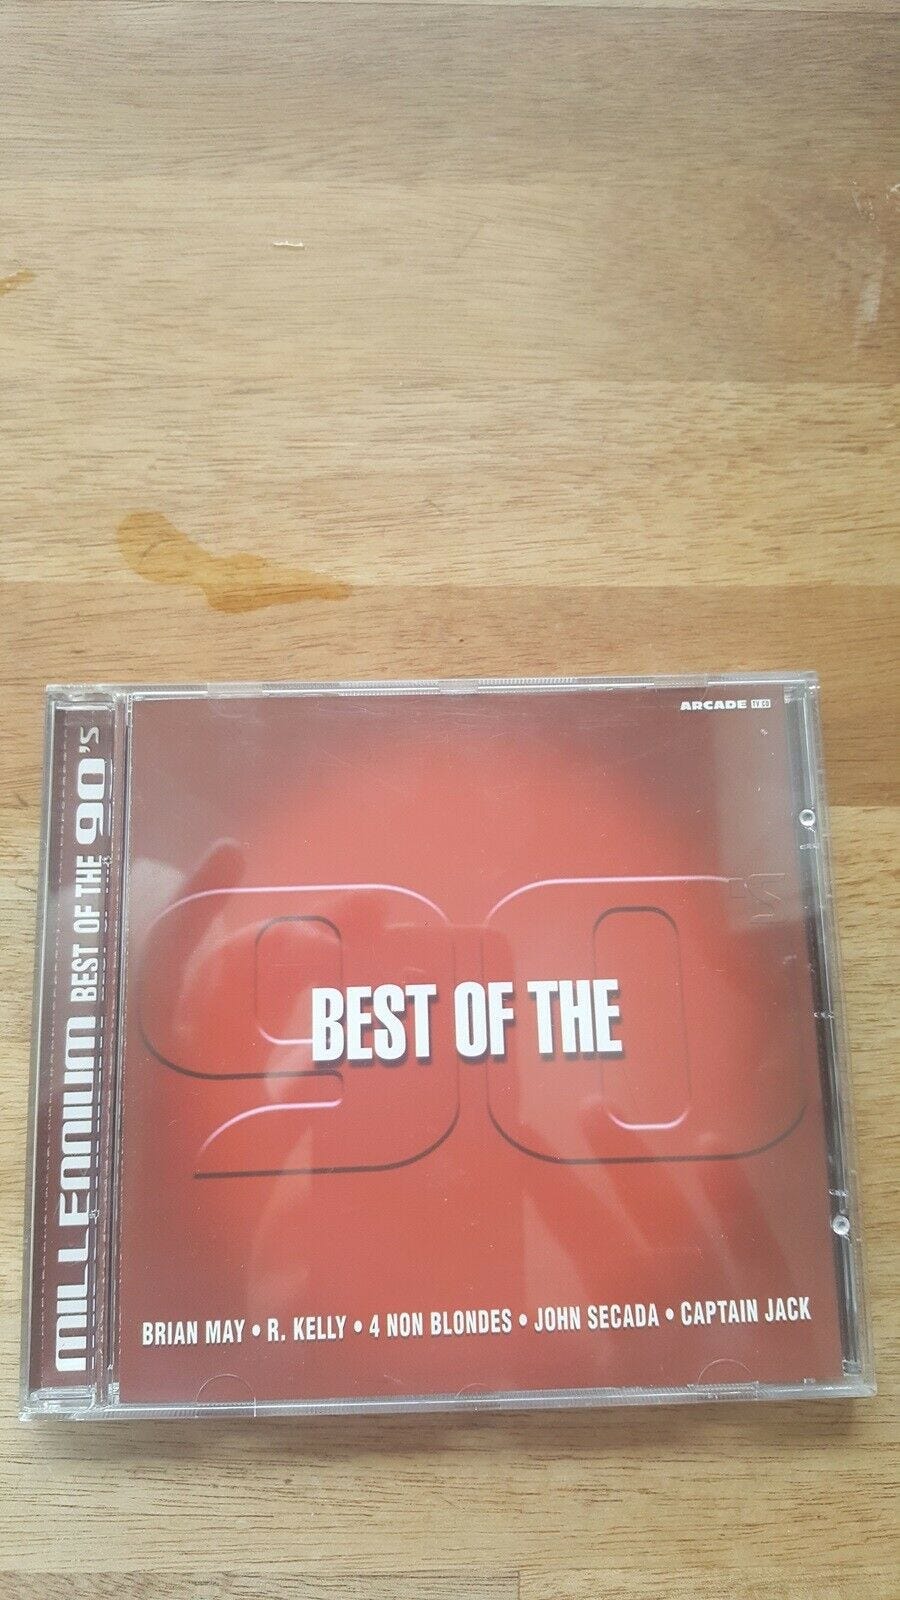 ARCADE TV CD
90's
BEST OF THE
BRIAN MAY • R. KELLY • 4 NON BLONDES • JOHN SECADA • CAPTAIN JACK
MILLENNIUM BEST OF THE 90's